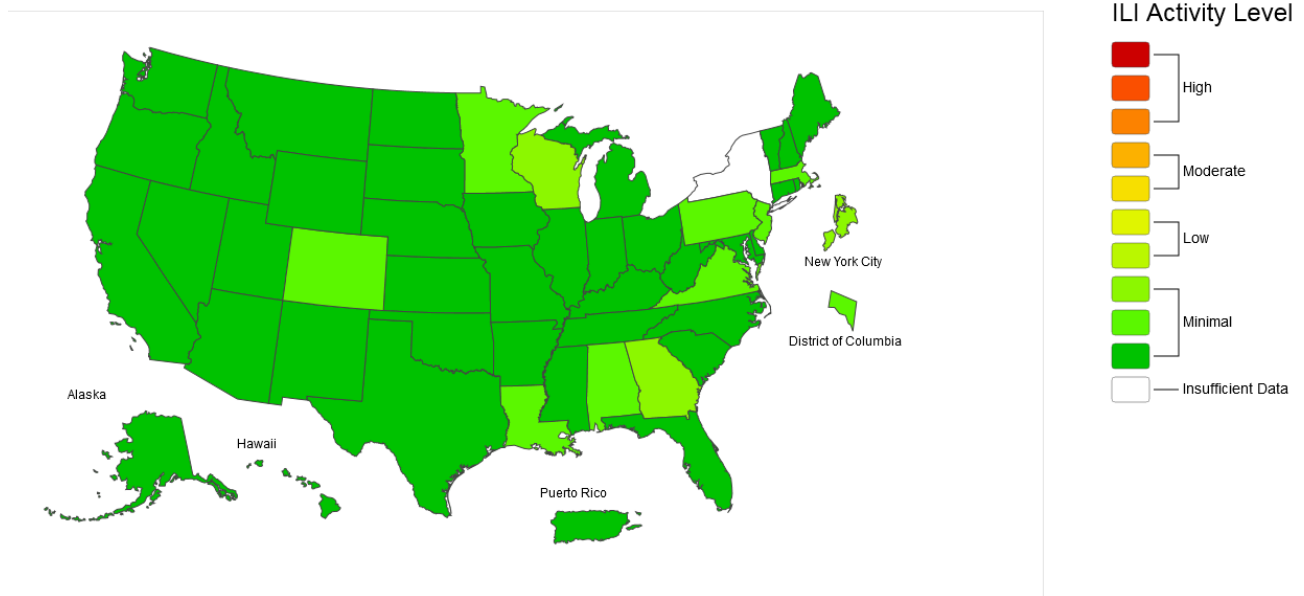 ILI Activity Level
High
Moderate
Low
Minimal
Insufficient Data
New York City
District of Columbia
Alaska
Hawaii
Puerto Rico